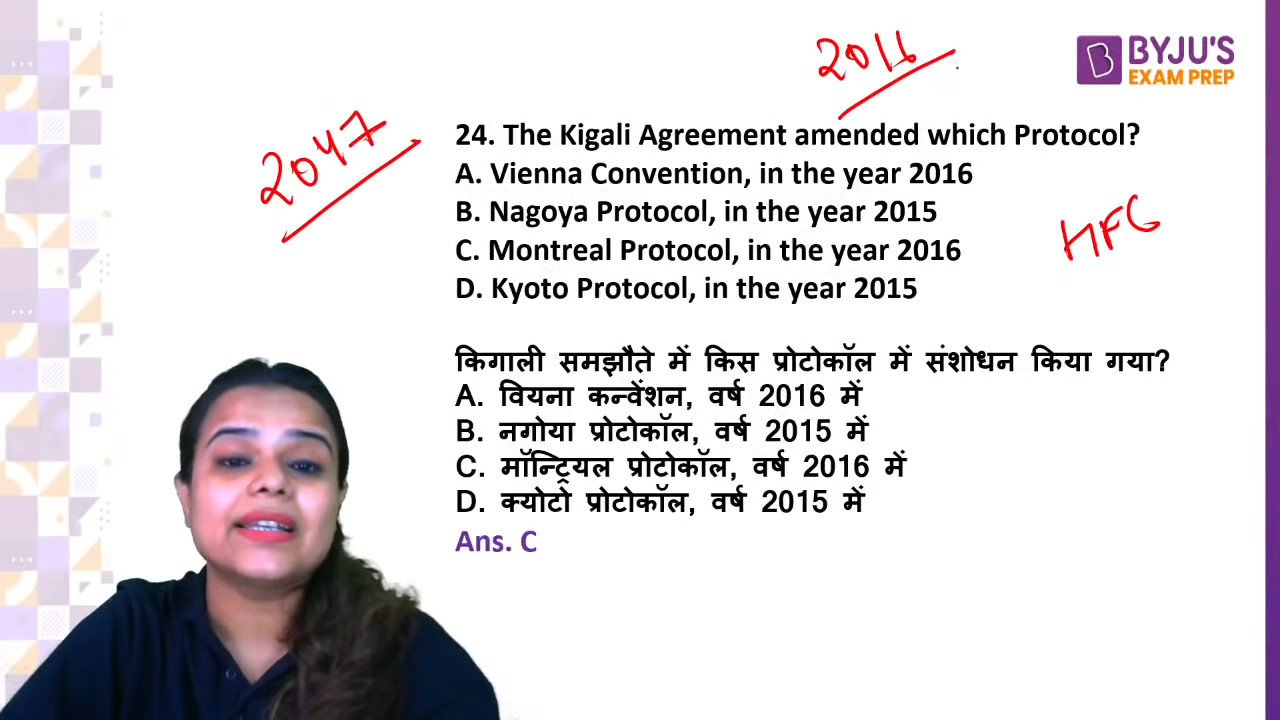 2016
BYJU'S
EXAM PREP
2047
24. The Kigali Agreement amended which Protocol?
A. Vienna Convention, in the year 2016
B. Nagoya Protocol, in the year 2015
HFC
C. Montreal Protocol, in the year 2016
D. Kyoto Protocol, in the year 2015
किगाली समझौते में किस प्रोटोकॉल में संशोधन किया गया?
A. वियना कन्वेंशन, वर्ष 2016 में
B. नगोया प्रोटोकॉल, वर्ष 2015 में
C. मॉन्ट्रियल प्रोटोकॉल, वर्ष 2016 में
D. क्योटो प्रोटोकॉल, वर्ष 2015 में
Ans. C